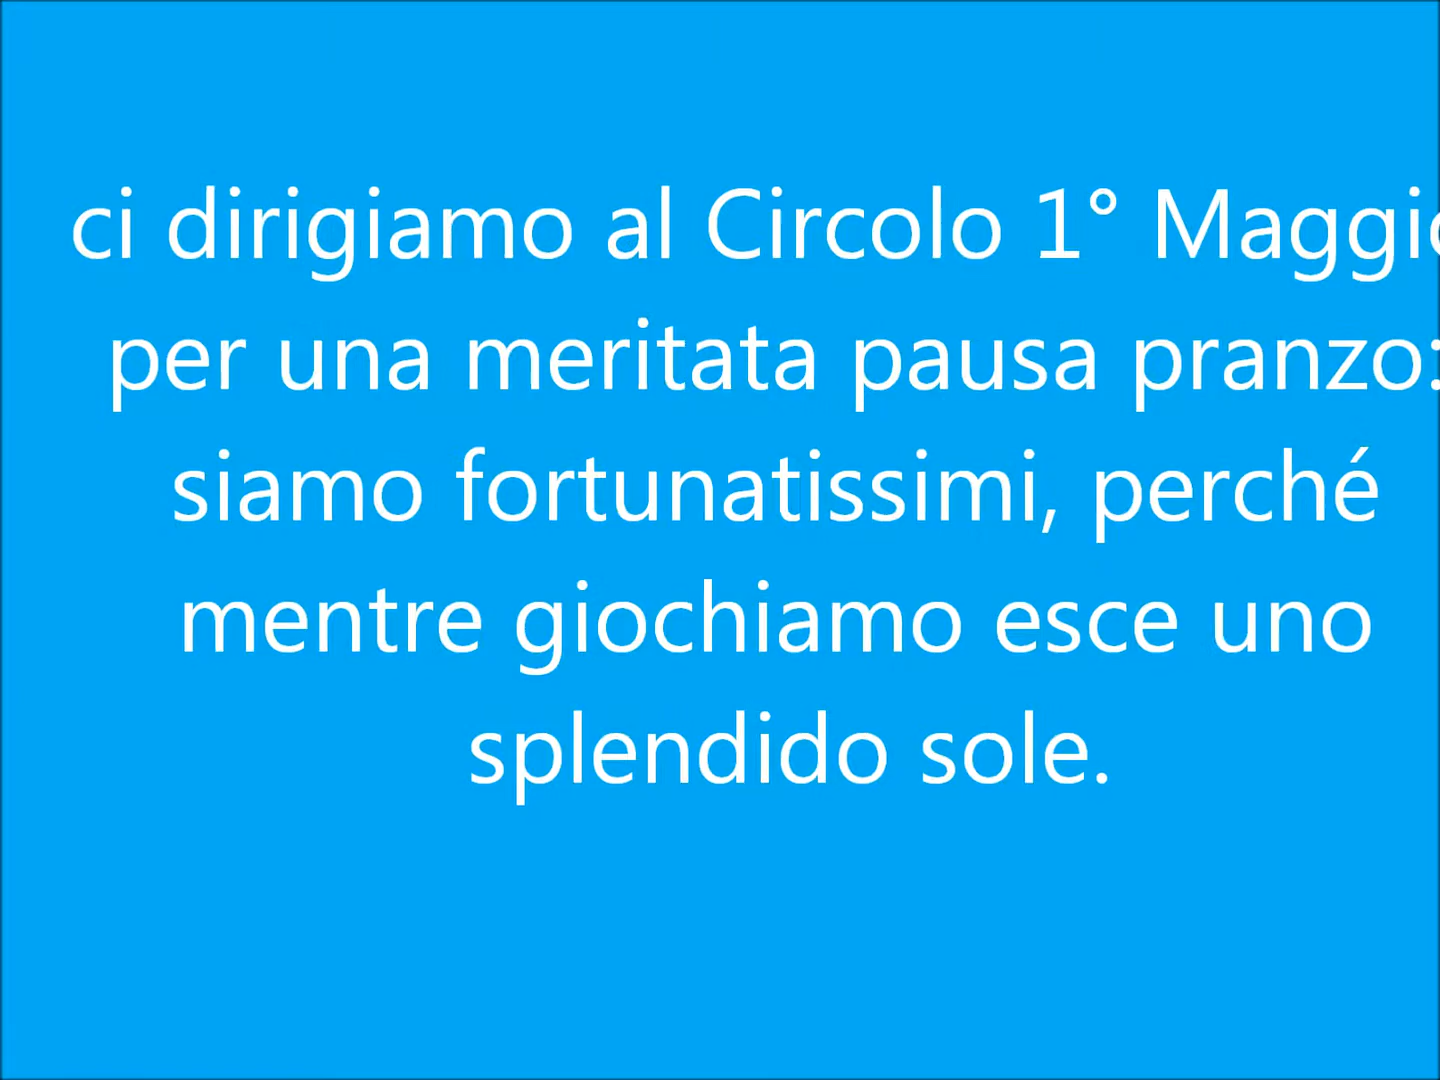 ci dirigiamo al Circolo 1° Maggio
per una meritata pausa pranzo:
siamo fortunatissimi, perché
mentre giochiamo esce uno
splendido sole.